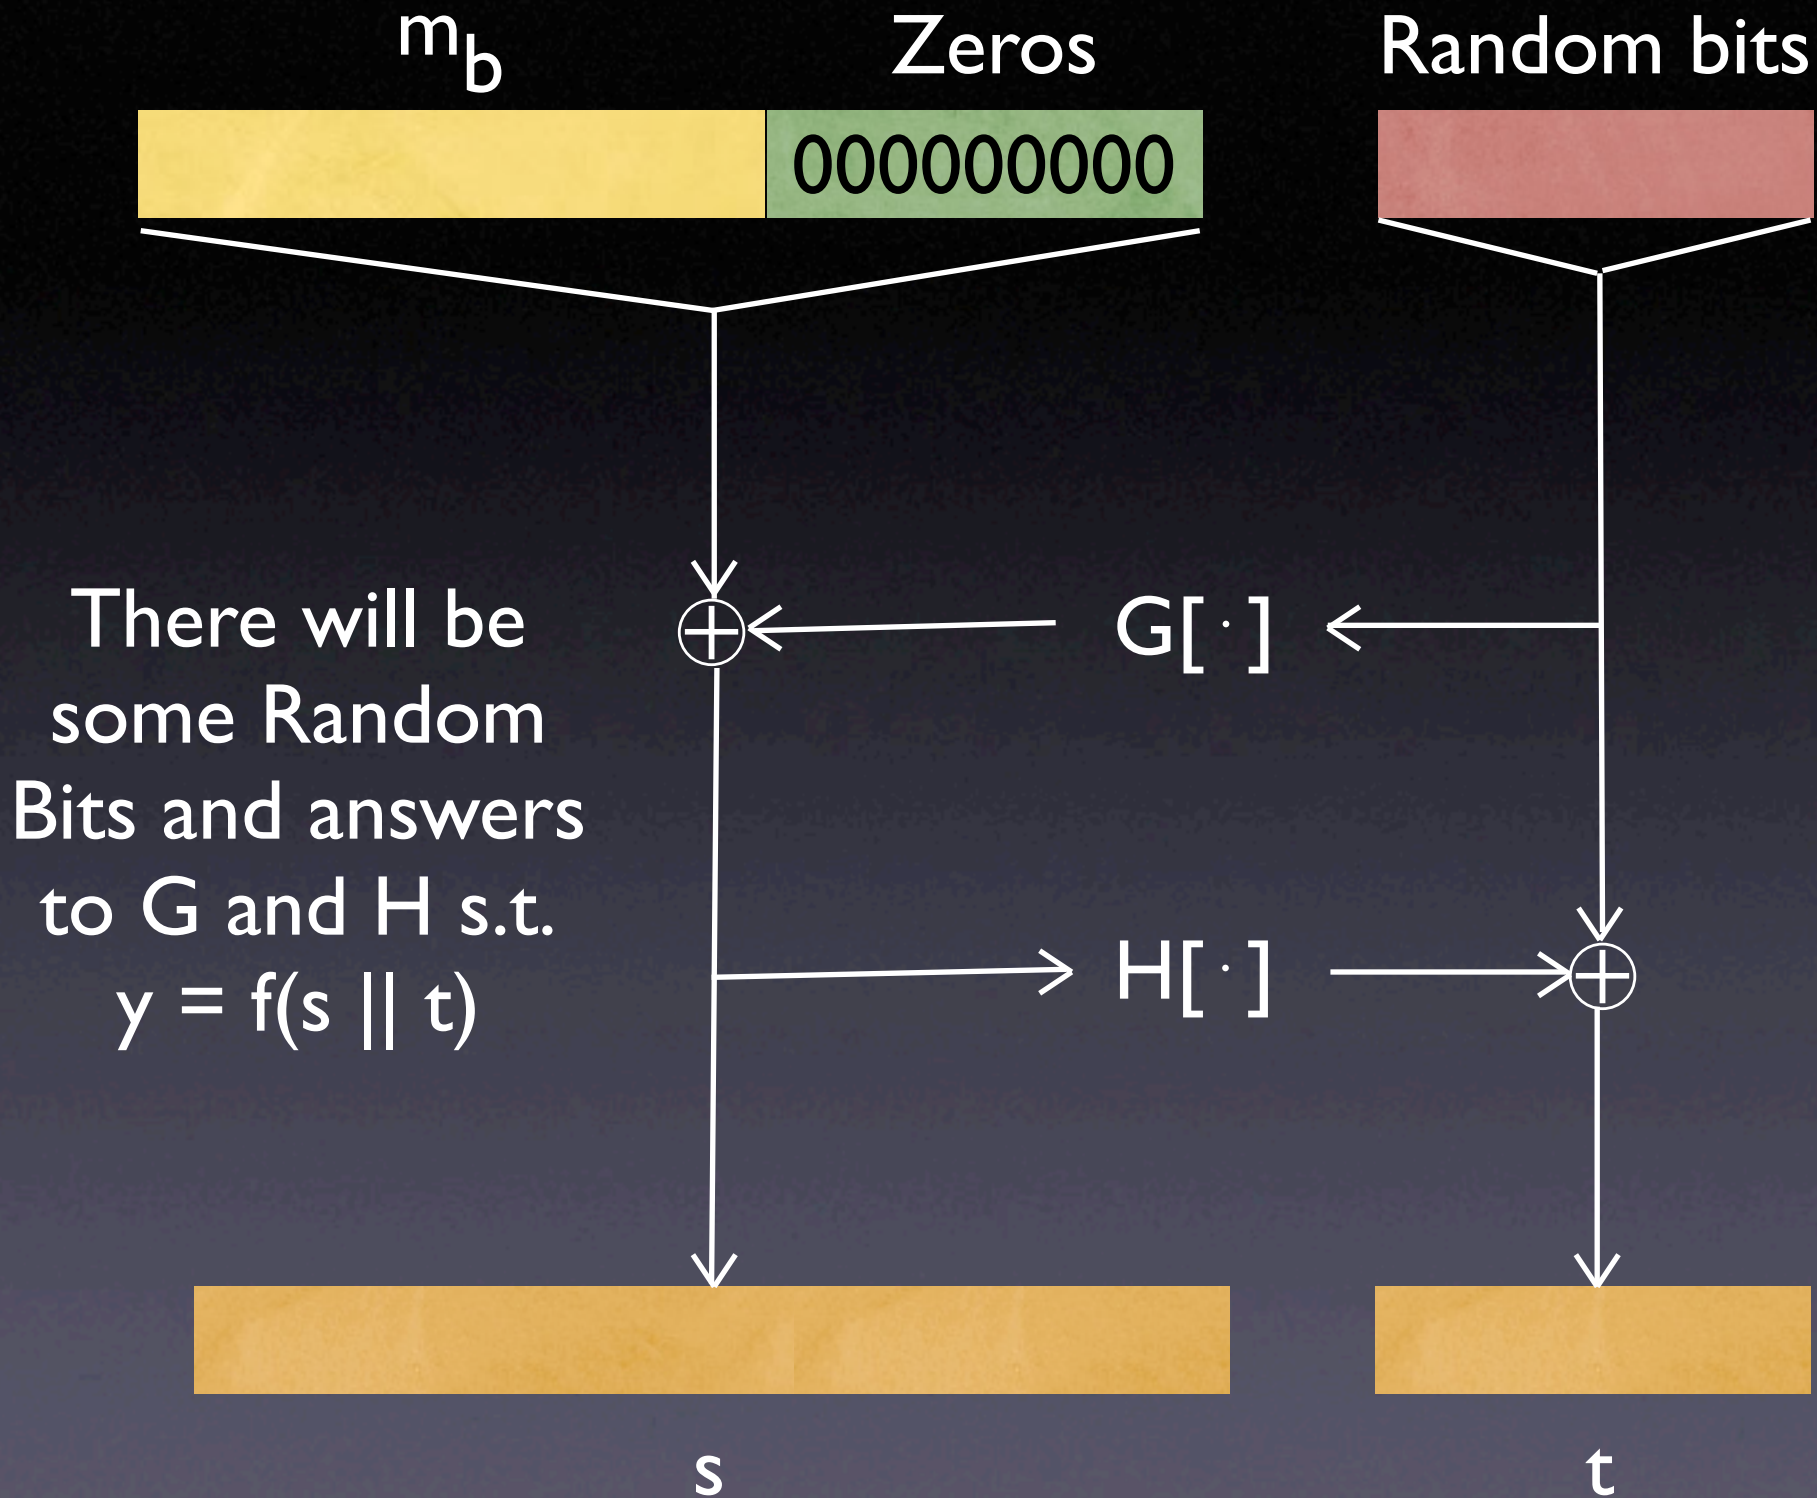 m_b
Zeros
Random bits
000000000
There will be
some Random
Bits and answers
to G and H s.t.
y = f(s || t)
G[ · ]
H[ · ]
s
t